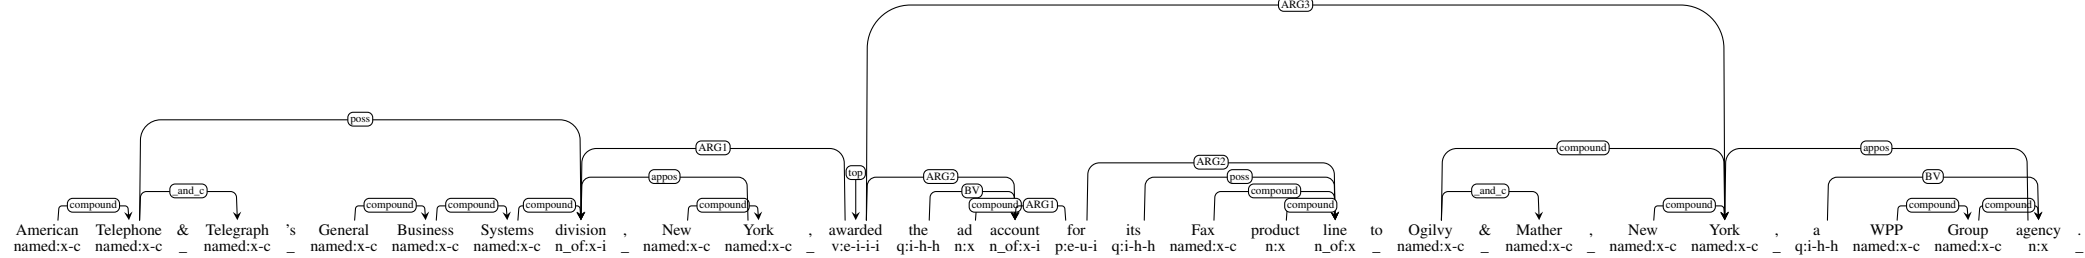 ARG3
poss
ARG1 compound appos
top ARG2
appos ARG2 poss BV
_and_c BV compound _and_c
compound compound compound compound compound compound ARG1 compound compound compound compound
American Telephone & Telegraph 's General Business Systems division , New York , awarded the ad account for its Fax product line to Ogilvy & Mather , New York , a WPP Group agency .
named:x-c named:x-c _ named:x-c _ named:x-c named:x-c named:x-c n_of:x-i _ named:x-c named:x-c _ v:e-i-i-i q:i-h-h n:x n_of:x-i p:e-u-i q:i-h-h named:x-c n:x n_of:x _ named:x-c _ named:x-c _ named:x-c named:x-c _ q:i-h-h named:x-c named:x-c n:x _